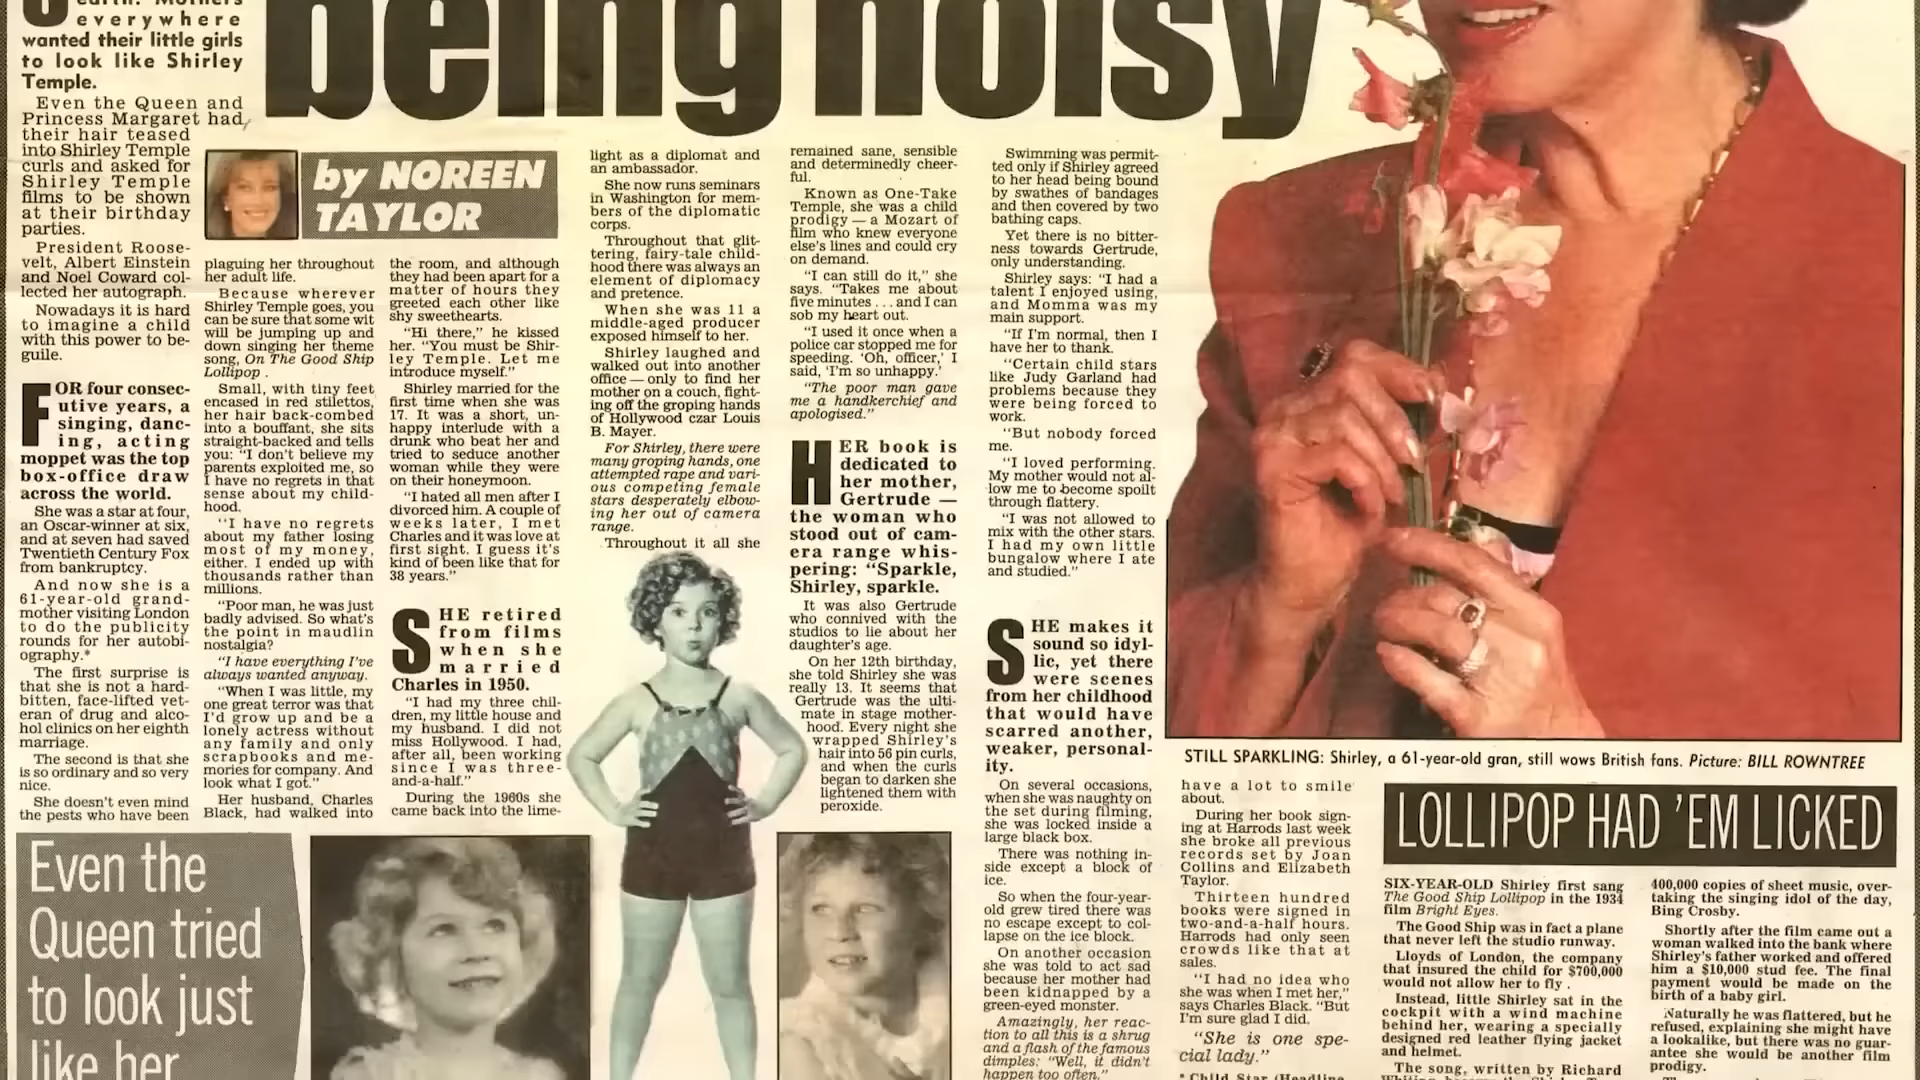 being noisy
everywhere
wanted their little girls
to look like Shirley
Temple.
Even the Queen and
Princess Margaret had
their hair teased
into Shirley Temple
curls and asked for
Shirley Temple
films to be shown
at their birthday
parties.
President Roose-
velt, Albert Einstein
and Noel Coward col-
lected her autograph.
Nowadays it is hard
to imagine a child
with this power to be-
guile.
FOR four consec-
utive years, a
singing, danc-
ing, acting
moppet was the top
box-office draw
across the world.
She was a star at four,
an Oscar-winner at six,
and at seven had saved
Twentieth Century Fox
from bankruptcy.
And now she is a
61-year-old grand-
mother visiting London
to do the publicity
rounds for her autobi-
ography.*
The first surprise is
that she is not a hard-
bitten, face-lifted vet-
eran of drug and alco-
hol clinics on her eighth
marriage.
The second is that she
is so ordinary and so very
nice.
She doesn't even mind
the pests who have been
by NOREEN
TAYLOR
plaguing her throughout
her adult life.
Because wherever
Shirley Temple goes, you
can be sure that some wit
will be jumping up and
down singing her theme
song, On The Good Ship
Lollipop .
Small, with tiny feet
encased in red stilettos,
her hair back-combed
into a bouffant, she sits
straight-backed and tells
you: "I don't believe my
parents exploited me, so
I have no regrets in that
sense about my child-
hood.
"I have no regrets
about my father losing
most of my money,
either. I ended up with
thousands rather than
millions.
"Poor man, he was just
badly advised. So what's
the point in maudlin
nostalgia?
"I have everything I've
always wanted anyway.
"When I was little, my
one great terror was that
I'd grow up and be a
lonely actress without
any family and only
scrapbooks and me-
mories for company. And
look what I got."
Her husband, Charles
Black, had walked into
the room, and although
they had been apart for a
matter of hours they
greeted each other like
shy sweethearts.
"Hi there," he kissed
her. "You must be Shir-
ley Temple. Let me
introduce myself."
Shirley married for the
first time when she was
17. It was a short, un-
happy interlude with a
drunk who beat her and
tried to seduce another
woman while they were
on their honeymoon.
"I hated all men after I
divorced him. A couple of
weeks later, I met
Charles and it was love at
first sight. I guess it's
kind of been like that for
38 years."
SHE retired
from films
when she
married
Charles in 1950.
"I had my three chil-
dren, my little house and
my husband. I did not
miss Hollywood. I had,
after all, been working
since I was three-
and-a-half."
During the 1960s she
came back into the lime-
light as a diplomat and
an ambassador.
She now runs seminars
in Washington for mem-
bers of the diplomatic
corps.
Throughout that glit-
tering, fairy-tale child-
hood there was always an
element of diplomacy
and pretence.
When she was 11 a
middle-aged producer
exposed himself to her.
Shirley laughed and
walked out into another
office — only to find her
mother on a couch, fight-
ing off the groping hands
of Hollywood czar Louis
B. Mayer.
For Shirley, there were
many groping hands, one
attempted rape and vari-
ous competing female
stars desperately elbow-
ing her out of camera
range.
Throughout it all she
remained sane, sensible
and determinedly cheer-
ful.
Known as One-Take
Temple, she was a child
prodigy — a Mozart of
film who knew everyone
else's lines and could cry
on demand.
"I can still do it," she
says. "Takes me about
five minutes . . . and I can
sob my heart out.
"I used it once when a
police car stopped me for
speeding. 'Oh, officer,' I
said, 'I'm so unhappy.'
"The poor man gave
me a handkerchief and
apologised."
HER book is
dedicated to
her mother,
Gertrude —
the woman who
stood out of cam-
era range whis-
pering: "Sparkle,
Shirley, sparkle.
It was also Gertrude
who connived with the
studios to lie about her
daughter's age.
On her 12th birthday,
she told Shirley she was
really 13. It seems that
Gertrude was the ulti-
mate in stage mother-
hood. Every night she
wrapped Shirley's
hair into 56 pin curls,
and when the curls
began to darken she
lightened them with
peroxide.
Swimming was permit-
ted only if Shirley agreed
to her head being bound
by swathes of bandages
and then covered by two
bathing caps.
Yet there is no bitter-
ness towards Gertrude,
only understanding.
Shirley says: "I had a
talent I enjoyed using,
and Momma was my
main support.
"If I'm normal, then I
have her to thank.
"Certain child stars
like Judy Garland had
problems because they
were being forced to
work.
"But nobody forced
me.
"I loved performing.
My mother would not al-
low me to become spoilt
through flattery.
"I was not allowed to
mix with the other stars.
I had my own little
bungalow where I ate
and studied."
SHE makes it
sound so idyl-
lic, yet there
were scenes
from her childhood
that would have
scarred another,
weaker, personal-
ity.
On several occasions,
when she was naughty on
the set during filming,
she was locked inside a
large black box.
There was nothing in-
side except a block of
ice.
So when the four-year-
old grew tired there was
no escape except to col-
lapse on the ice block.
On another occasion
she was told to act sad
because her mother had
been kidnapped by a
green-eyed monster.
Amazingly, her reac-
tion to all this is a shrug
and a flash of the famous
dimples: "Well, it didn't
happen too often."
have a lot to smile
about.
During her book sign-
ing at Harrods last week
she broke all previous
records set by Joan
Collins and Elizabeth
Taylor.
Thirteen hundred
books were signed in
two-and-a-half hours.
Harrods had only seen
crowds like that at
sales.
"I had no idea who
she was when I met her,"
says Charles Black. "But
I'm sure glad I did.
"She is one spe-
cial lady."
* Child Star (Headline
STILL SPARKLING: Shirley, a 61-year-old gran, still wows British fans. Picture: BILL ROWNTREE
LOLLIPOP HAD 'EM LICKED
SIX-YEAR-OLD Shirley first sang
The Good Ship Lollipop in the 1934
film Bright Eyes.
The Good Ship was in fact a plane
that never left the studio runway.
Lloyds of London, the company
that insured the child for $700,000
would not allow her to fly .
Instead, little Shirley sat in the
cockpit with a wind machine
behind her, wearing a specially
designed red leather flying jacket
and helmet.
The song, written by Richard
400,000 copies of sheet music, over-
taking the singing idol of the day,
Bing Crosby.
Shortly after the film came out a
woman walked into the bank where
Shirley's father worked and offered
him a $10,000 stud fee. The final
payment would be made on the
birth of a baby girl.
Naturally he was flattered, but he
refused, explaining she might have
a lookalike, but there was no guar-
antee she would be another film
prodigy.
Even the
Queen tried
to look just
like her